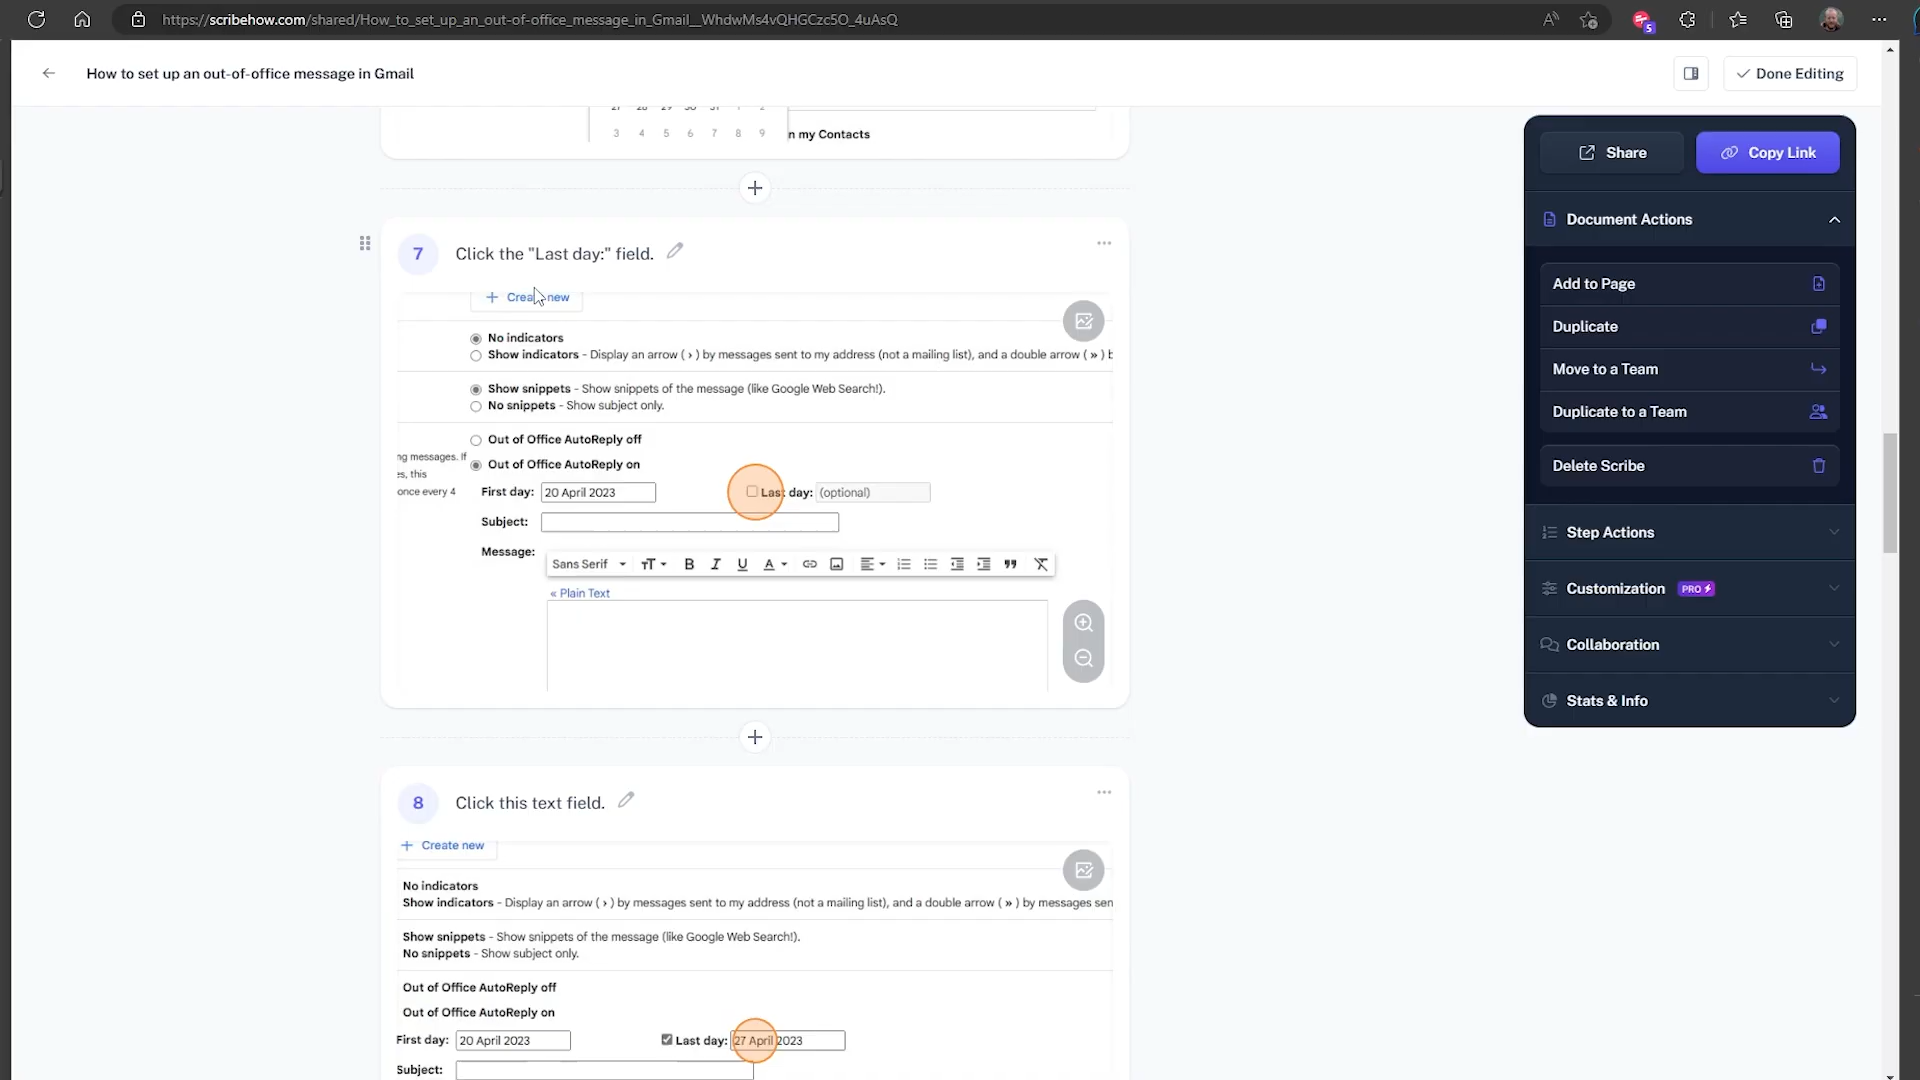 https://scribehow.com/shared/How_to_set_up_an_out-of-office_message_in_Gmail__WhdwMs4vQHGCzc5O_4uAsQ
5
How to set up an out-of-office message in Gmail
Done Editing
27 28 29 30 31 1 2
3 4 5 6 7 8 9
n my Contacts
7 Click the "Last day:" field.
+ Create new
No indicators
Show indicators - Display an arrow ( › ) by messages sent to my address (not a mailing list), and a double arrow ( » ) b
Show snippets - Show snippets of the message (like Google Web Search!).
No snippets - Show subject only.
Out of Office AutoReply off
ng messages. If
Out of Office AutoReply on
es, this
once every 4
First day: 20 April 2023 Last day: (optional)
Subject:
Message:
Sans Serif TT B I U A
« Plain Text
8 Click this text field.
+ Create new
No indicators
Show indicators - Display an arrow ( › ) by messages sent to my address (not a mailing list), and a double arrow ( » ) by messages sen
Show snippets - Show snippets of the message (like Google Web Search!).
No snippets - Show subject only.
Out of Office AutoReply off
Out of Office AutoReply on
First day: 20 April 2023 Last day: 27 April 2023
Subject:
Share
Copy Link
Document Actions
Add to Page
Duplicate
Move to a Team
Duplicate to a Team
Delete Scribe
Step Actions
Customization PRO
Collaboration
Stats & Info